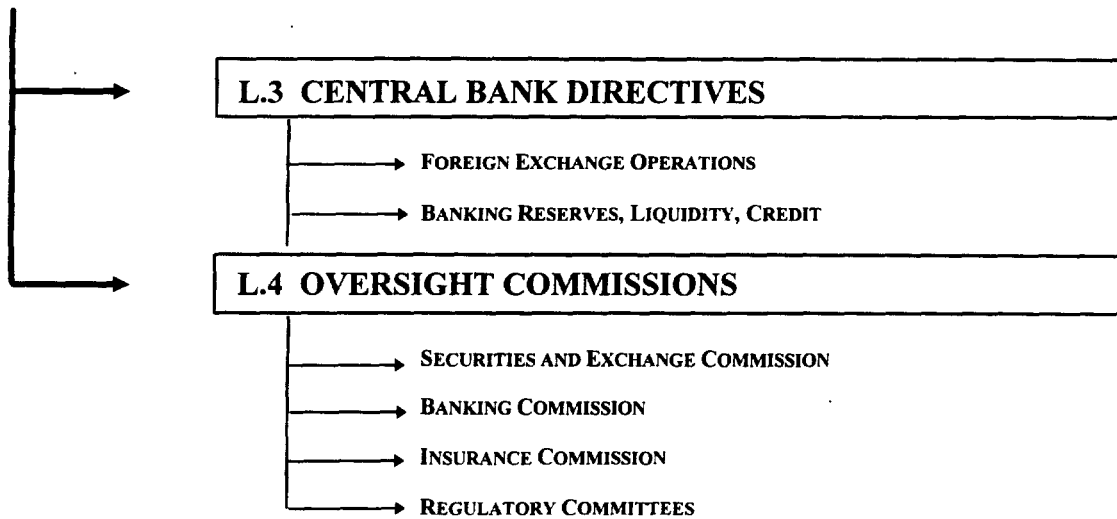 L.3 CENTRAL BANK DIRECTIVES
FOREIGN EXCHANGE OPERATIONS
BANKING RESERVES, LIQUIDITY, CREDIT
L.4 OVERSIGHT COMMISSIONS
SECURITIES AND EXCHANGE COMMISSION
BANKING COMMISSION
INSURANCE COMMISSION
REGULATORY COMMITTEES